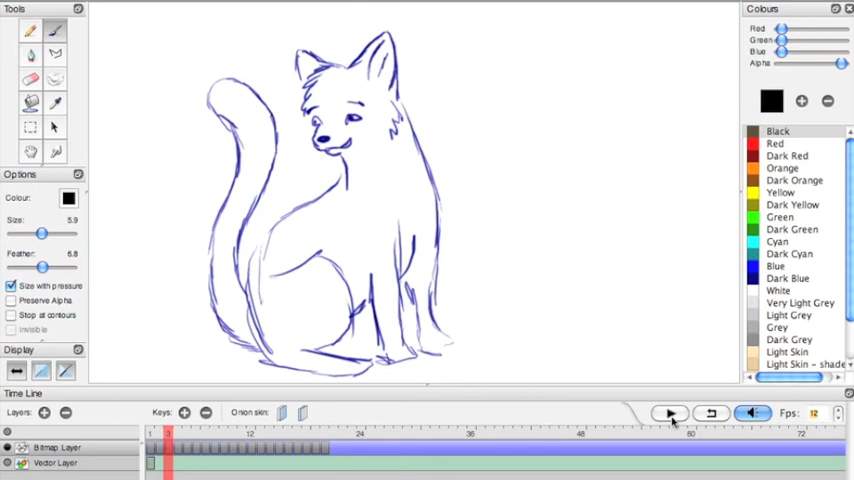 Tools
Colours
Red
Green
Blue
Alpha
Black
Red
Dark Red
Orange
Dark Orange
Yellow
Dark Yellow
Green
Dark Green
Cyan
Dark Cyan
Blue
Dark Blue
White
Very Light Grey
Light Grey
Grey
Dark Grey
Light Skin
Light Skin - shade
Options
Colour:
Size: 5.9
Feather: 6.8
Size with pressure
Preserve Alpha
Stop at contours
Invisible
Display
Time Line
Layers: Keys: Onion skin: Fps: 12
1 3 12 24 36 48 60 72
Bitmap Layer
Vector Layer